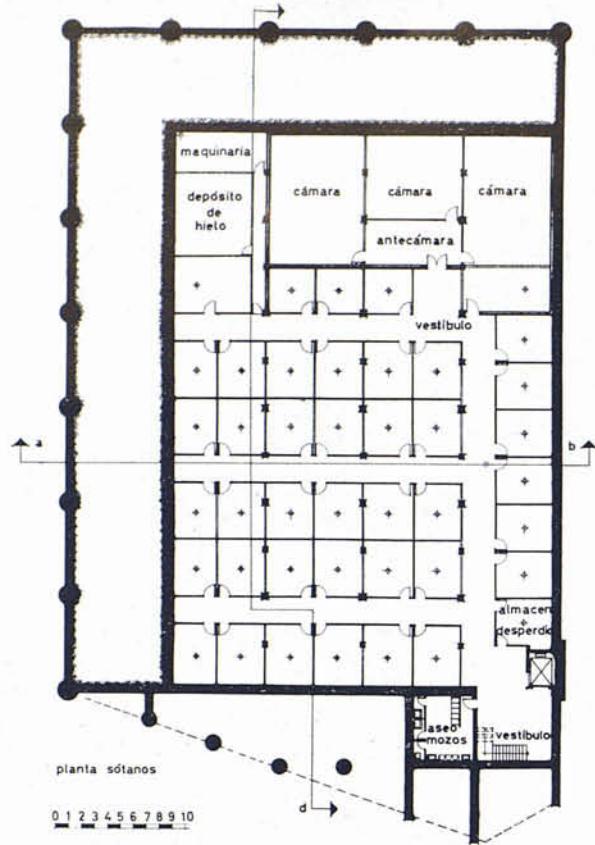 maquinaria
cámara
cámara
cámara
depósito
de
hielo
antecámara
vestíbulo
a
b
almacen
desperdic
aseo
mozos
vestíbulo
planta sótanos
d
0 1 2 3 4 5 6 7 8 9 10